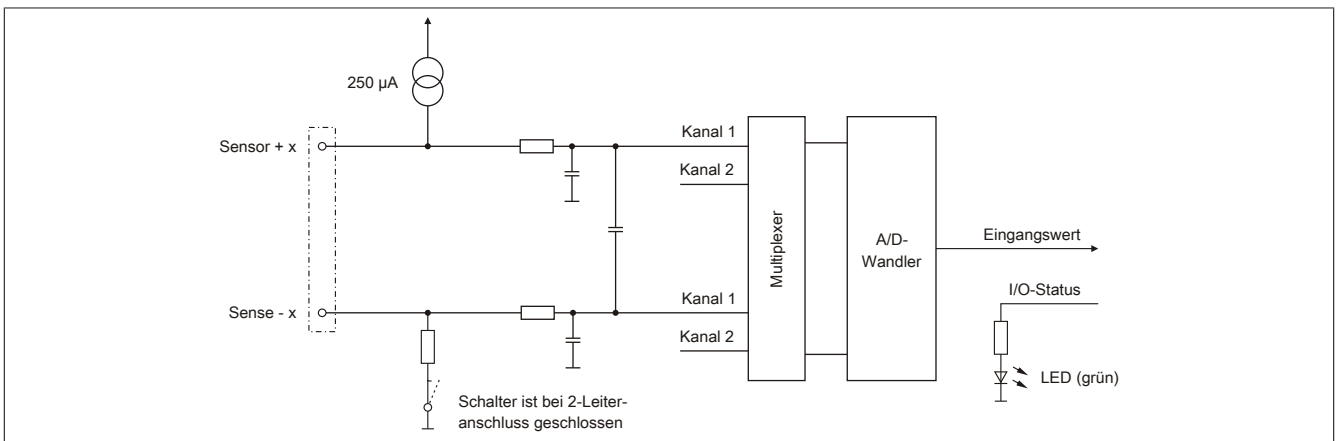 250 µA
Sensor + x
Kanal 1
Kanal 2
Multiplexer
A/D-
Wandler
Eingangswert
I/O-Status
Sense - x
Kanal 1
Kanal 2
LED (grün)
Schalter ist bei 2-Leiter-
anschluss geschlossen